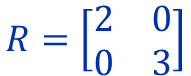 R = [2 0
0 3]